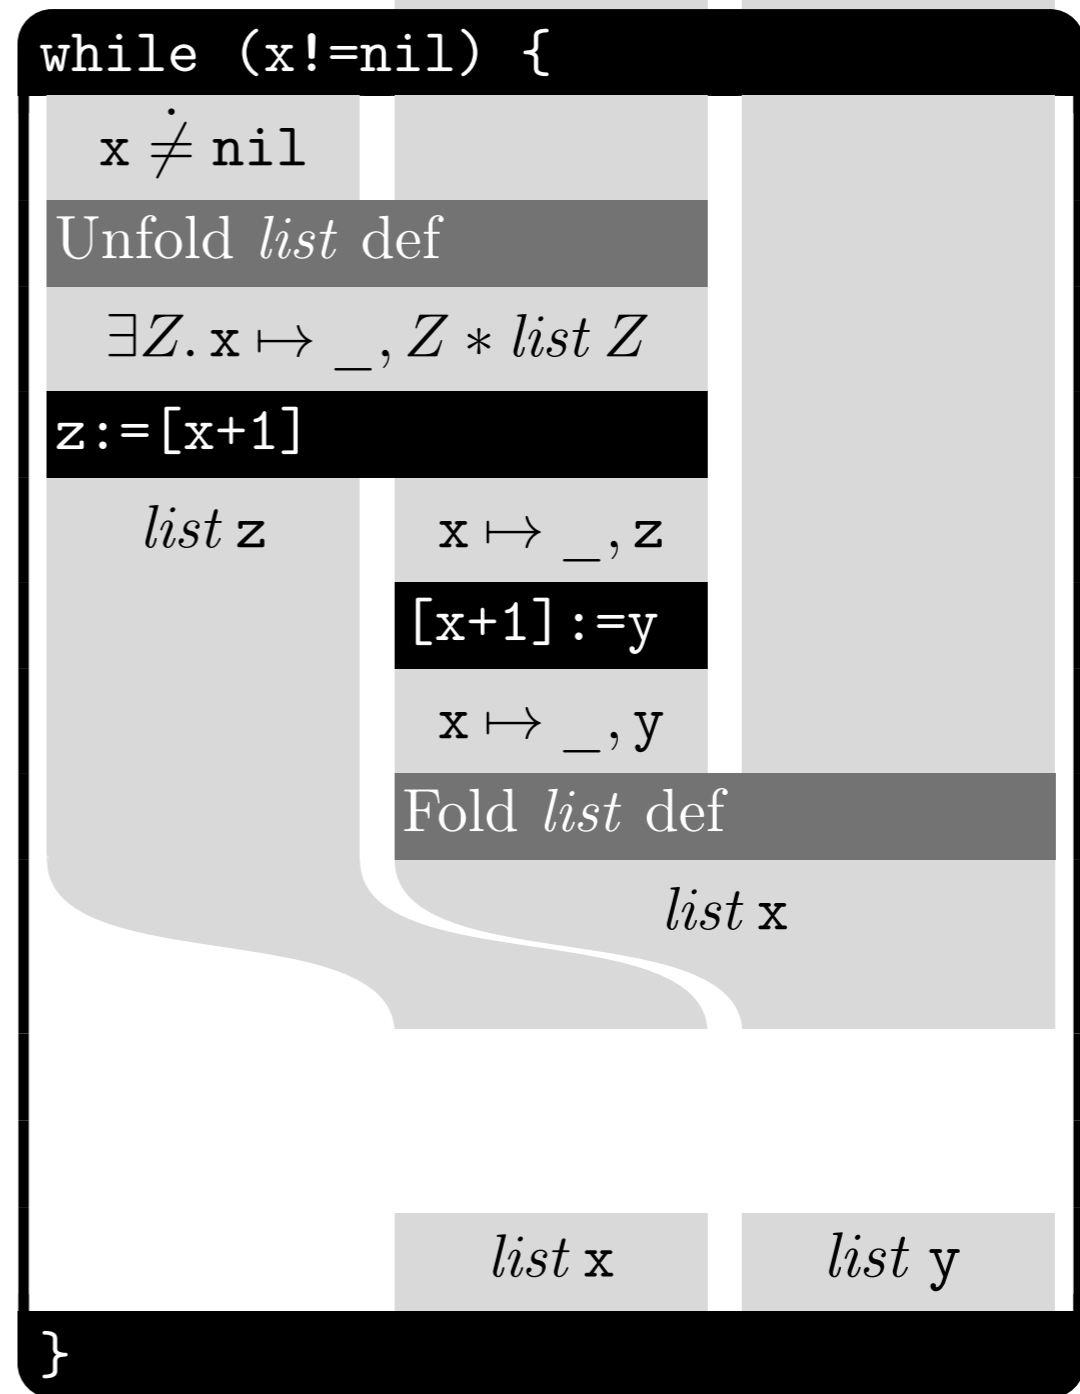 while (x!=nil) {
x ≠̇ nil
Unfold list def
∃Z. x ↦ _, Z * list Z
z:=[x+1]
list z x ↦ _, z
[x+1]:=y
x ↦ _, y
Fold list def
list x
list x list y
}